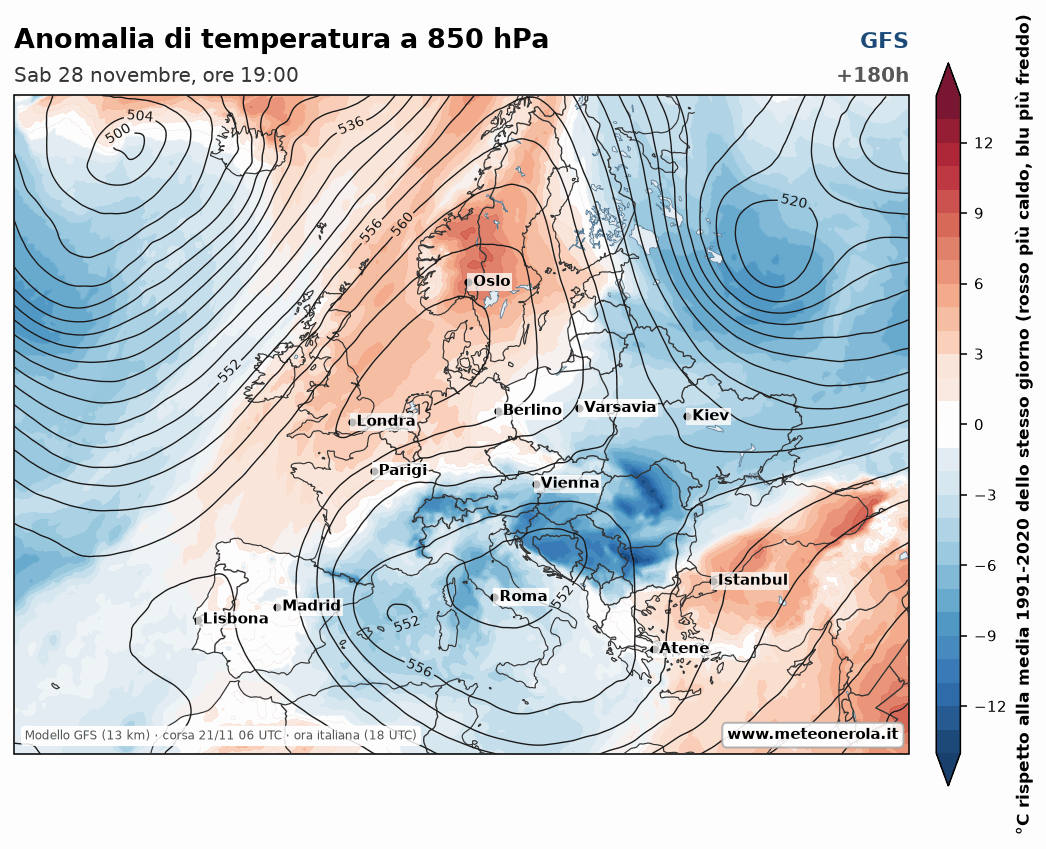 Anomalia di temperatura a 850 hPa
GFS
Sab 28 novembre, ore 19:00
+180h
504
500
536
520
556
560
552
Oslo
Londra
Berlino
Varsavia
Kiev
Parigi
Vienna
Istanbul
Madrid
Roma
552
Lisbona
552
Atene
556
Modello GFS (13 km) · corsa 21/11 06 UTC · ora italiana (18 UTC)
www.meteonerola.it
12
9
6
3
0
−3
−6
−9
−12
°C rispetto alla media 1991-2020 dello stesso giorno (rosso più caldo, blu più freddo)